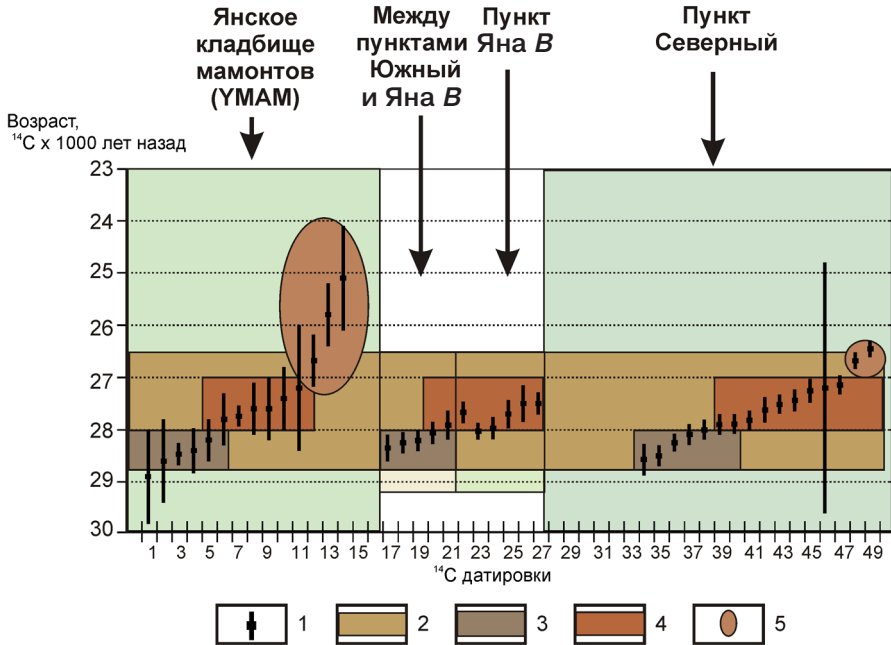 Янское
кладбище
мамонтов
(YMAM)
Между
пунктами
Южный
и Яна В
Пункт
Яна В
Пункт
Северный
Возраст,
¹⁴C x 1000 лет назад
23
24
25
26
27
28
29
30
1 3 5 7 9 11 13 15 17 19 21 23 25 27 29 31 33 35 37 39 41 43 45 47 49
¹⁴C датировки
1 2 3 4 5